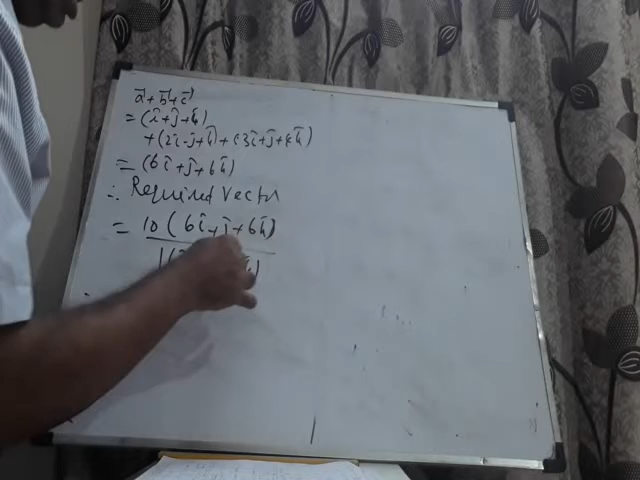 a⃗ + b⃗ + c⃗
= (î + ĵ + k̂)
+ (2î - ĵ + k̂) + (3î + ĵ + 4k̂)
= (6î + ĵ + 6k̂)
∴ Required Vector
= 10 (6î + ĵ + 6k̂)